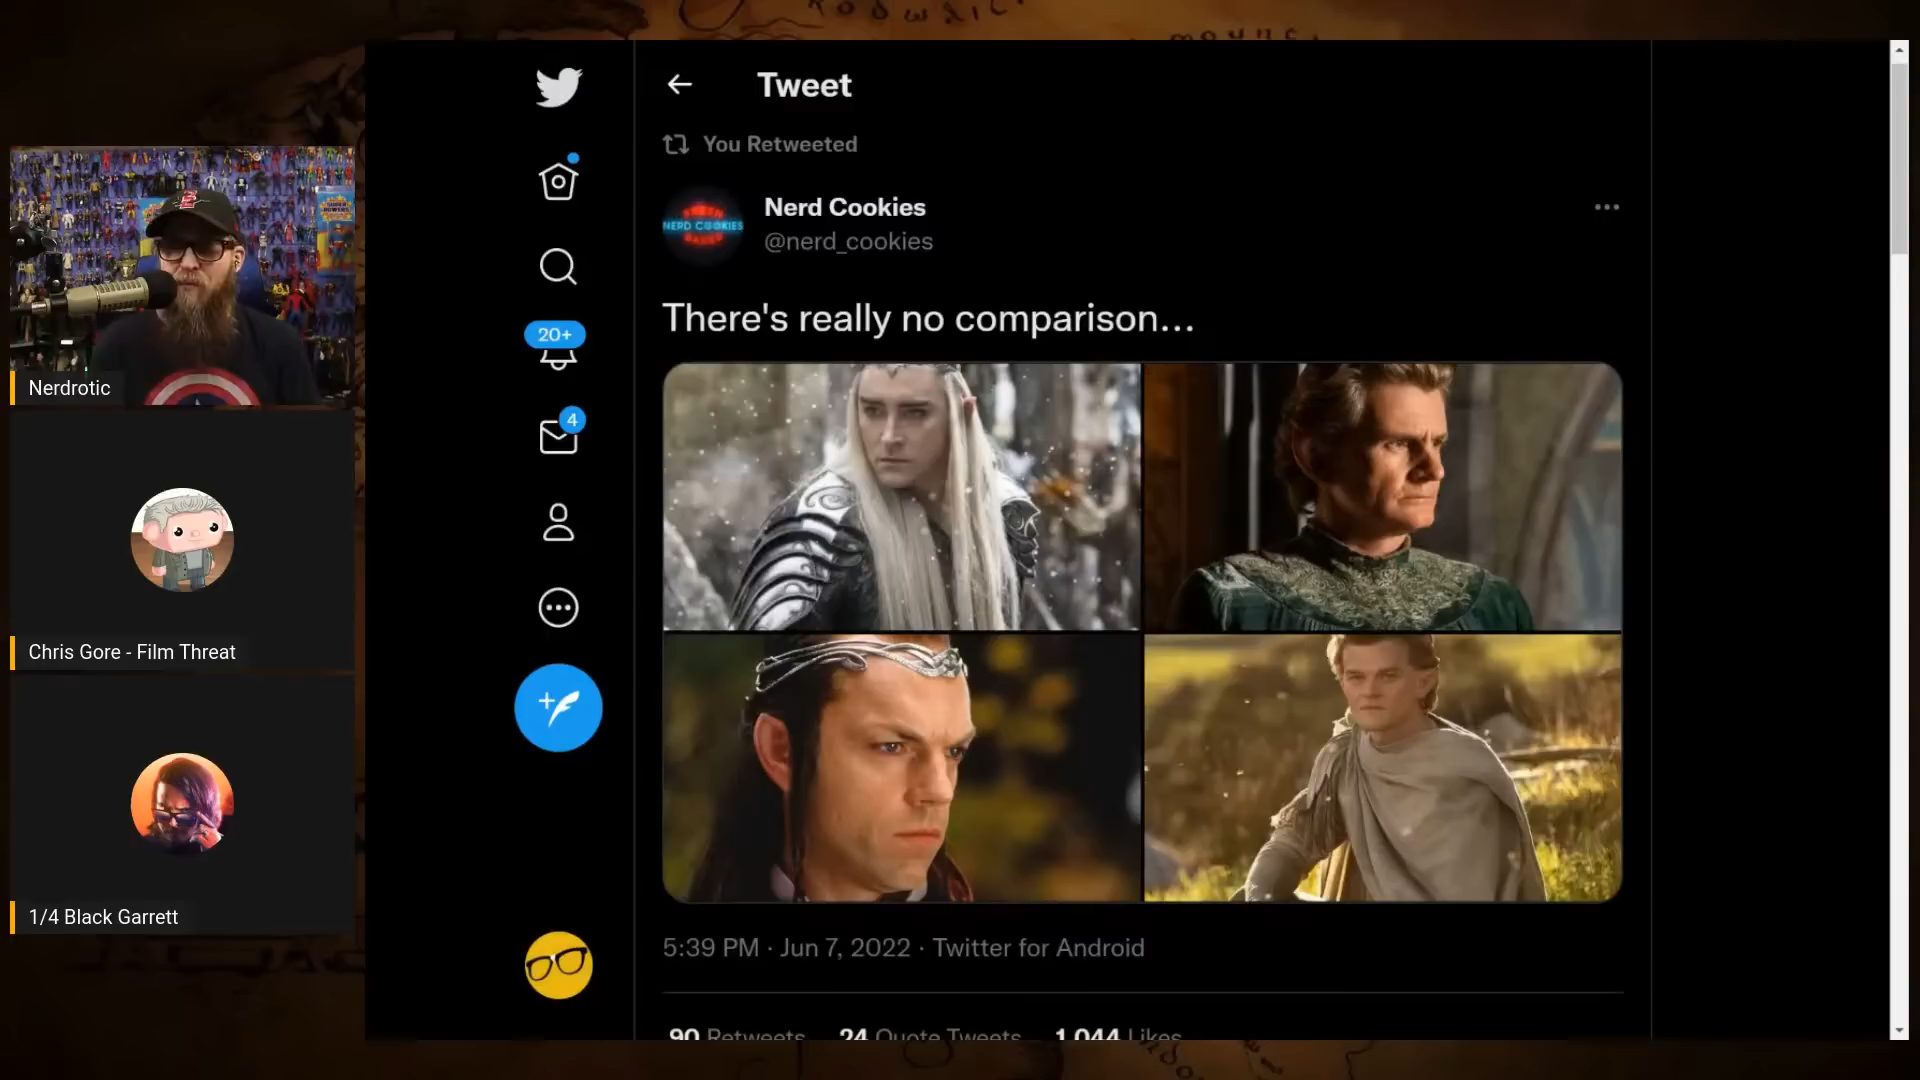 Tweet
You Retweeted
NERD COOKIES
Nerd Cookies
@nerd_cookies
There's really no comparison...
20+
4
Nerdrotic
Chris Gore - Film Threat
1/4 Black Garrett
5:39 PM · Jun 7, 2022 · Twitter for Android
90 Retweets 24 Quote Tweets 1,044 Likes